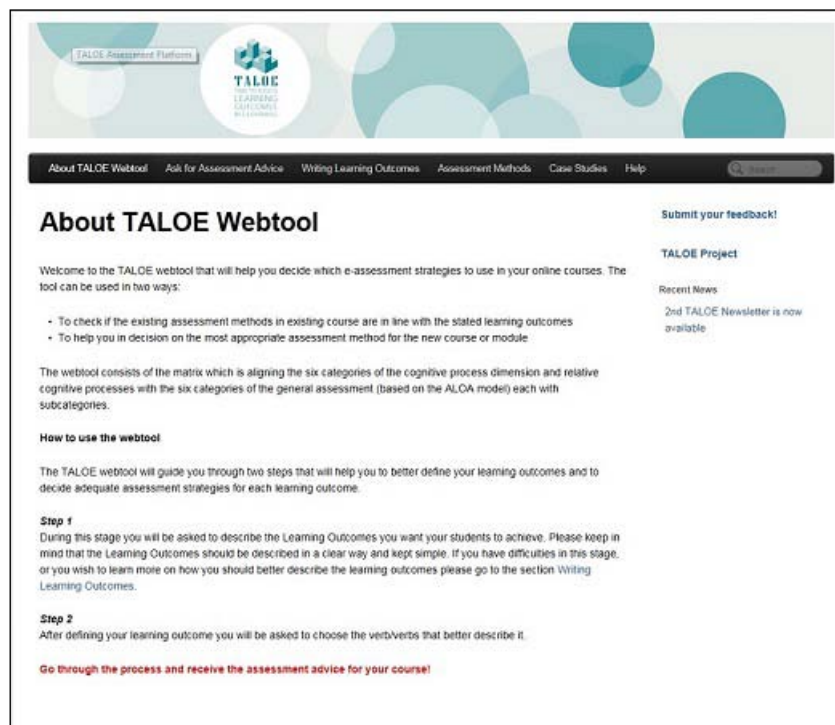 TALOE Assessment Platform
TALOE
LEARNING
OUTCOMES
About TALOE Webtool Ask for Assessment Advice Writing Learning Outcomes Assessment Methods Case Studies Help Search
About TALOE Webtool
Submit your feedback!
TALOE Project
Recent News
2nd TALOE Newsletter is now
available
Welcome to the TALOE webtool that will help you decide which e-assessment strategies to use in your online courses. The
tool can be used in two ways:
• To check if the existing assessment methods in existing course are in line with the stated learning outcomes
• To help you in decision on the most appropriate assessment method for the new course or module
The webtool consists of the matrix which is aligning the six categories of the cognitive process dimension and relative
cognitive processes with the six categories of the general assessment (based on the ALOA model) each with
subcategories.
How to use the webtool
The TALOE webtool will guide you through two steps that will help you to better define your learning outcomes and to
decide adequate assessment strategies for each learning outcome.
Step 1
During this stage you will be asked to describe the Learning Outcomes you want your students to achieve. Please keep in
mind that the Learning Outcomes should be described in a clear way and kept simple. If you have difficulties in this stage,
or you wish to learn more on how you should better describe the learning outcomes please go to the section Writing
Learning Outcomes.
Step 2
After defining your learning outcome you will be asked to choose the verb/verbs that better describe it.
Go through the process and receive the assessment advice for your course!